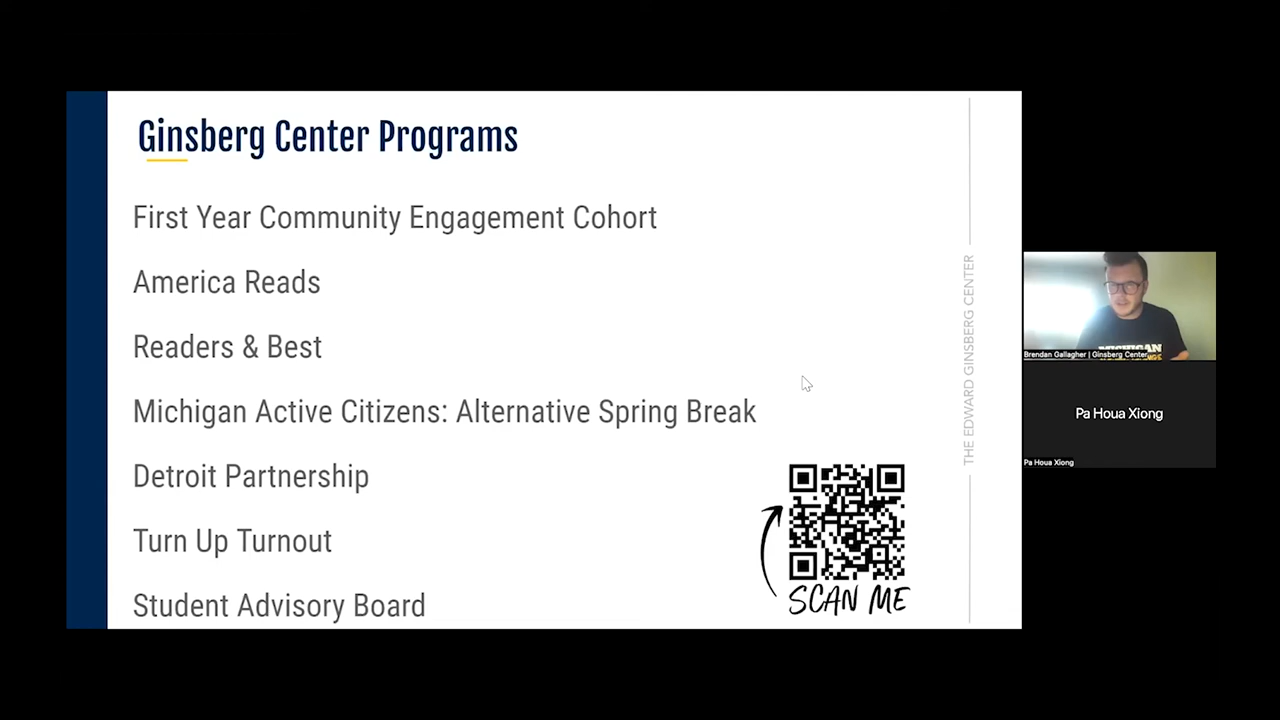 Ginsberg Center Programs
First Year Community Engagement Cohort
America Reads
Readers & Best
Michigan Active Citizens: Alternative Spring Break
Detroit Partnership
Turn Up Turnout
Student Advisory Board
SCAN ME
THE EDWARD GINSBERG CENTER
MICHIGAN
Brendan Gallagher | Ginsberg Center
Pa Houa Xiong
Pa Houa Xiong